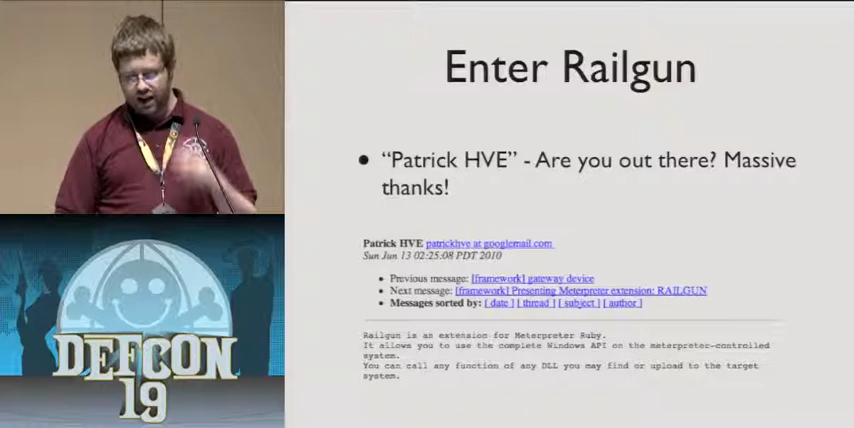 Enter Railgun
• “Patrick HVE” - Are you out there? Massive
thanks!
Patrick HVE patrickhve at googlemail.com
Sun Jun 13 02:25:08 PDT 2010
• Previous message: [framework] gateway device
• Next message: [framework] Presenting Meterpreter extension: RAILGUN
• Messages sorted by: [ date ] [ thread ] [ subject ] [ author ]
Railgun is an extension for Meterpreter Ruby.
It allows you to use the complete Windows API on the meterpreter-controlled
system.
You can call any function of any DLL you may find or upload to the target
system.
DEFCON
19